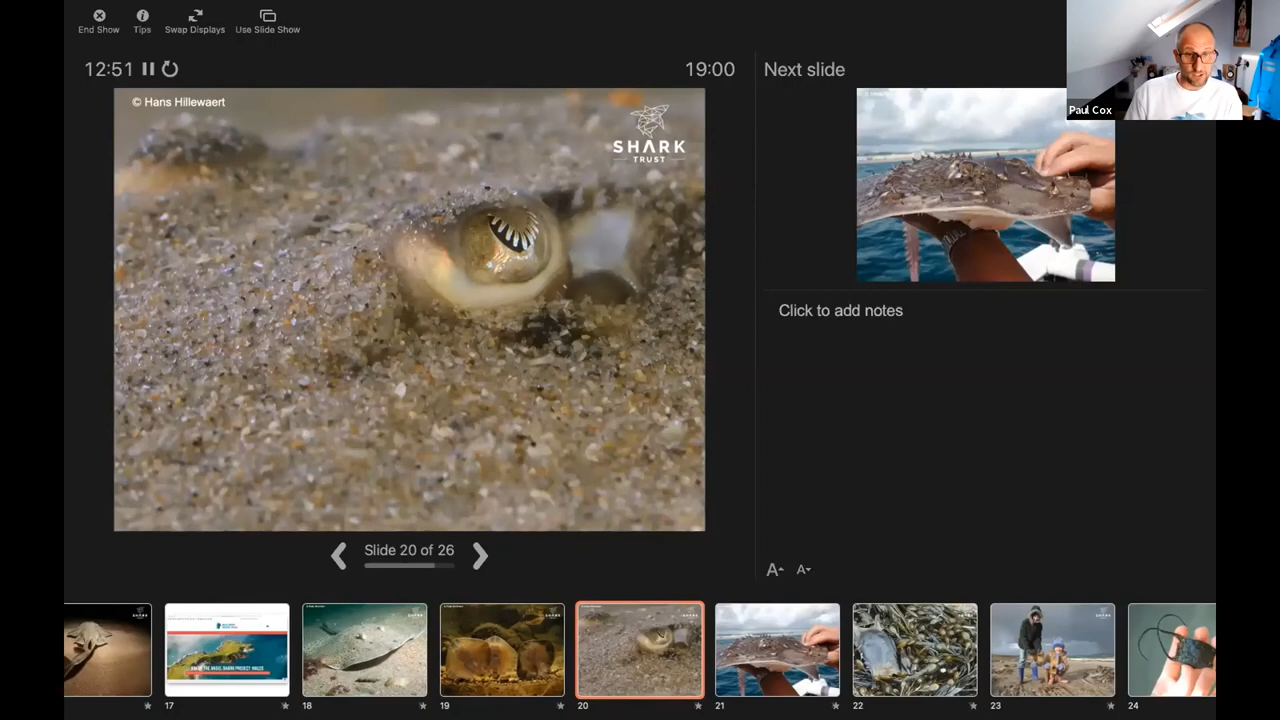 End Show
Tips
Swap Displays
Use Slide Show
12:51
19:00
Next slide
Paul Cox
© Hans Hillewaert
SHARK
TRUST
Click to add notes
Slide 20 of 26
A
A
17
18
19
20
21
22
23
24